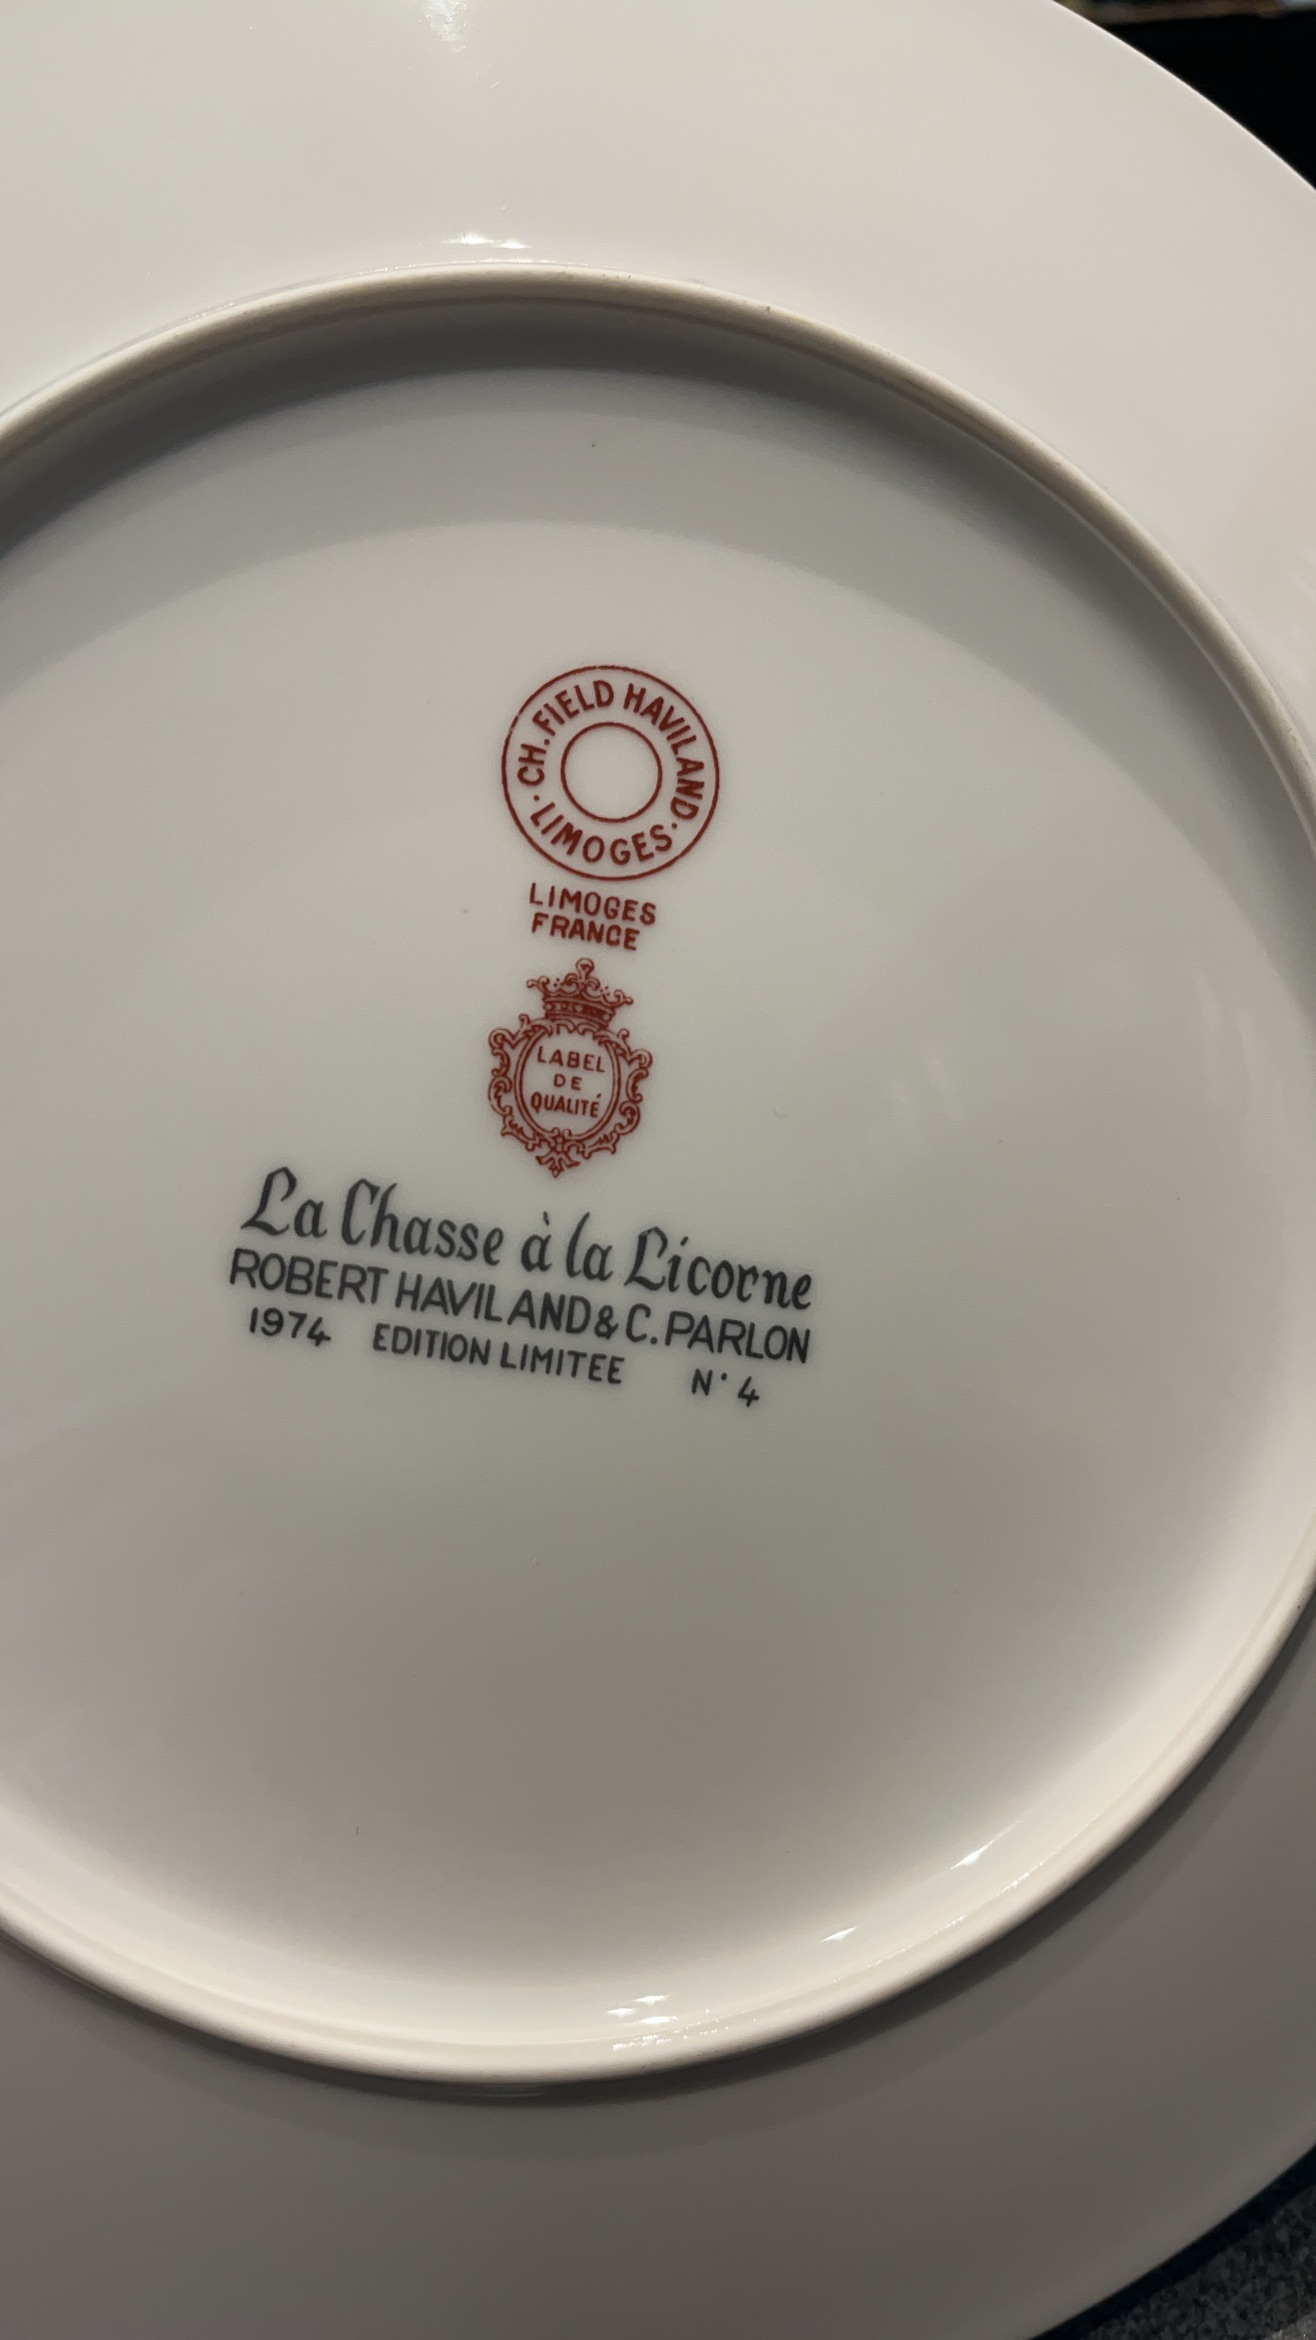 CH. FIELD HAVILAND
· LIMOGES ·
LIMOGES
FRANCE
LABEL
DE
QUALITÉ
La Chasse à la Licorne
ROBERT HAVILAND & C. PARLON
1974 EDITION LIMITEE N° 4